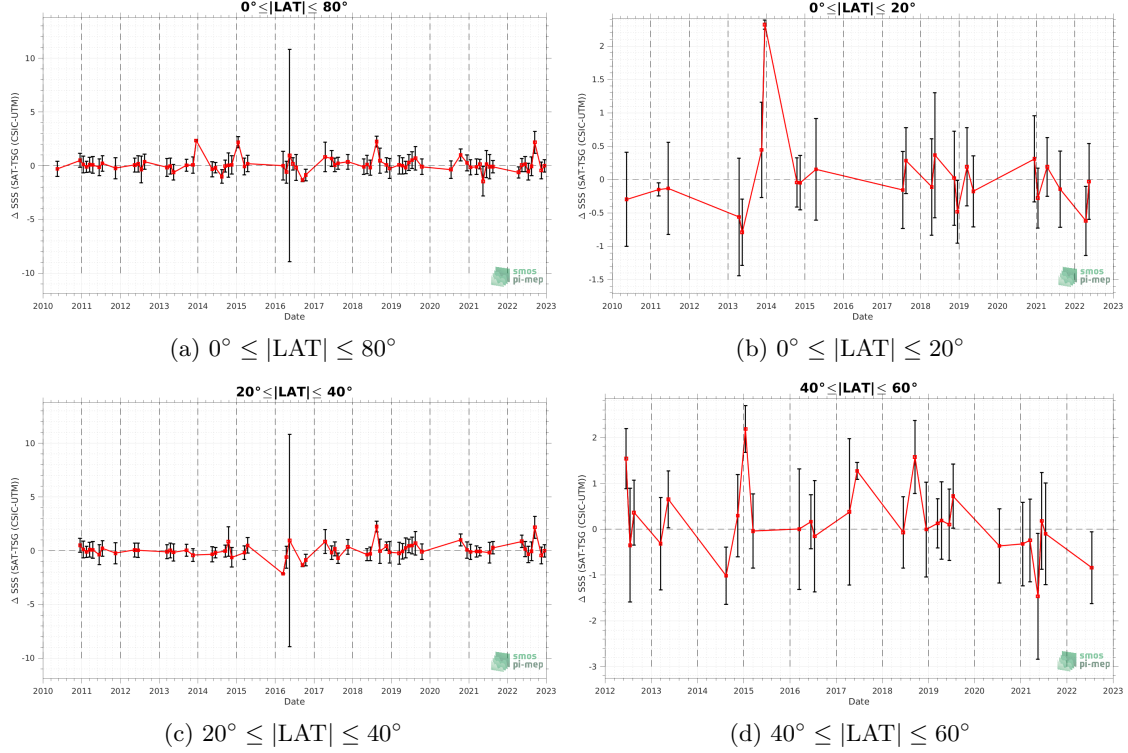 0°≤|LAT|≤ 80°
Δ SSS (SAT-TSG (CSIC-UTM))
10
5
0
-5
-10
2010 2011 2012 2013 2014 2015 2016 2017 2018 2019 2020 2021 2022 2023
Date
smos
pi-mep
(a) 0° ≤ |LAT| ≤ 80°
0°≤|LAT|≤ 20°
Δ SSS (SAT-TSG (CSIC-UTM))
2
1.5
1
0.5
0
-0.5
-1
-1.5
2010 2011 2012 2013 2014 2015 2016 2017 2018 2019 2020 2021 2022 2023
Date
smos
pi-mep
(b) 0° ≤ |LAT| ≤ 20°
20°≤|LAT|≤ 40°
Δ SSS (SAT-TSG (CSIC-UTM))
10
5
0
-5
-10
2010 2011 2012 2013 2014 2015 2016 2017 2018 2019 2020 2021 2022 2023
Date
smos
pi-mep
(c) 20° ≤ |LAT| ≤ 40°
40°≤|LAT|≤ 60°
Δ SSS (SAT-TSG (CSIC-UTM))
2
1
0
-1
-2
-3
2012 2013 2014 2015 2016 2017 2018 2019 2020 2021 2022 2023
Date
smos
pi-mep
(d) 40° ≤ |LAT| ≤ 60°